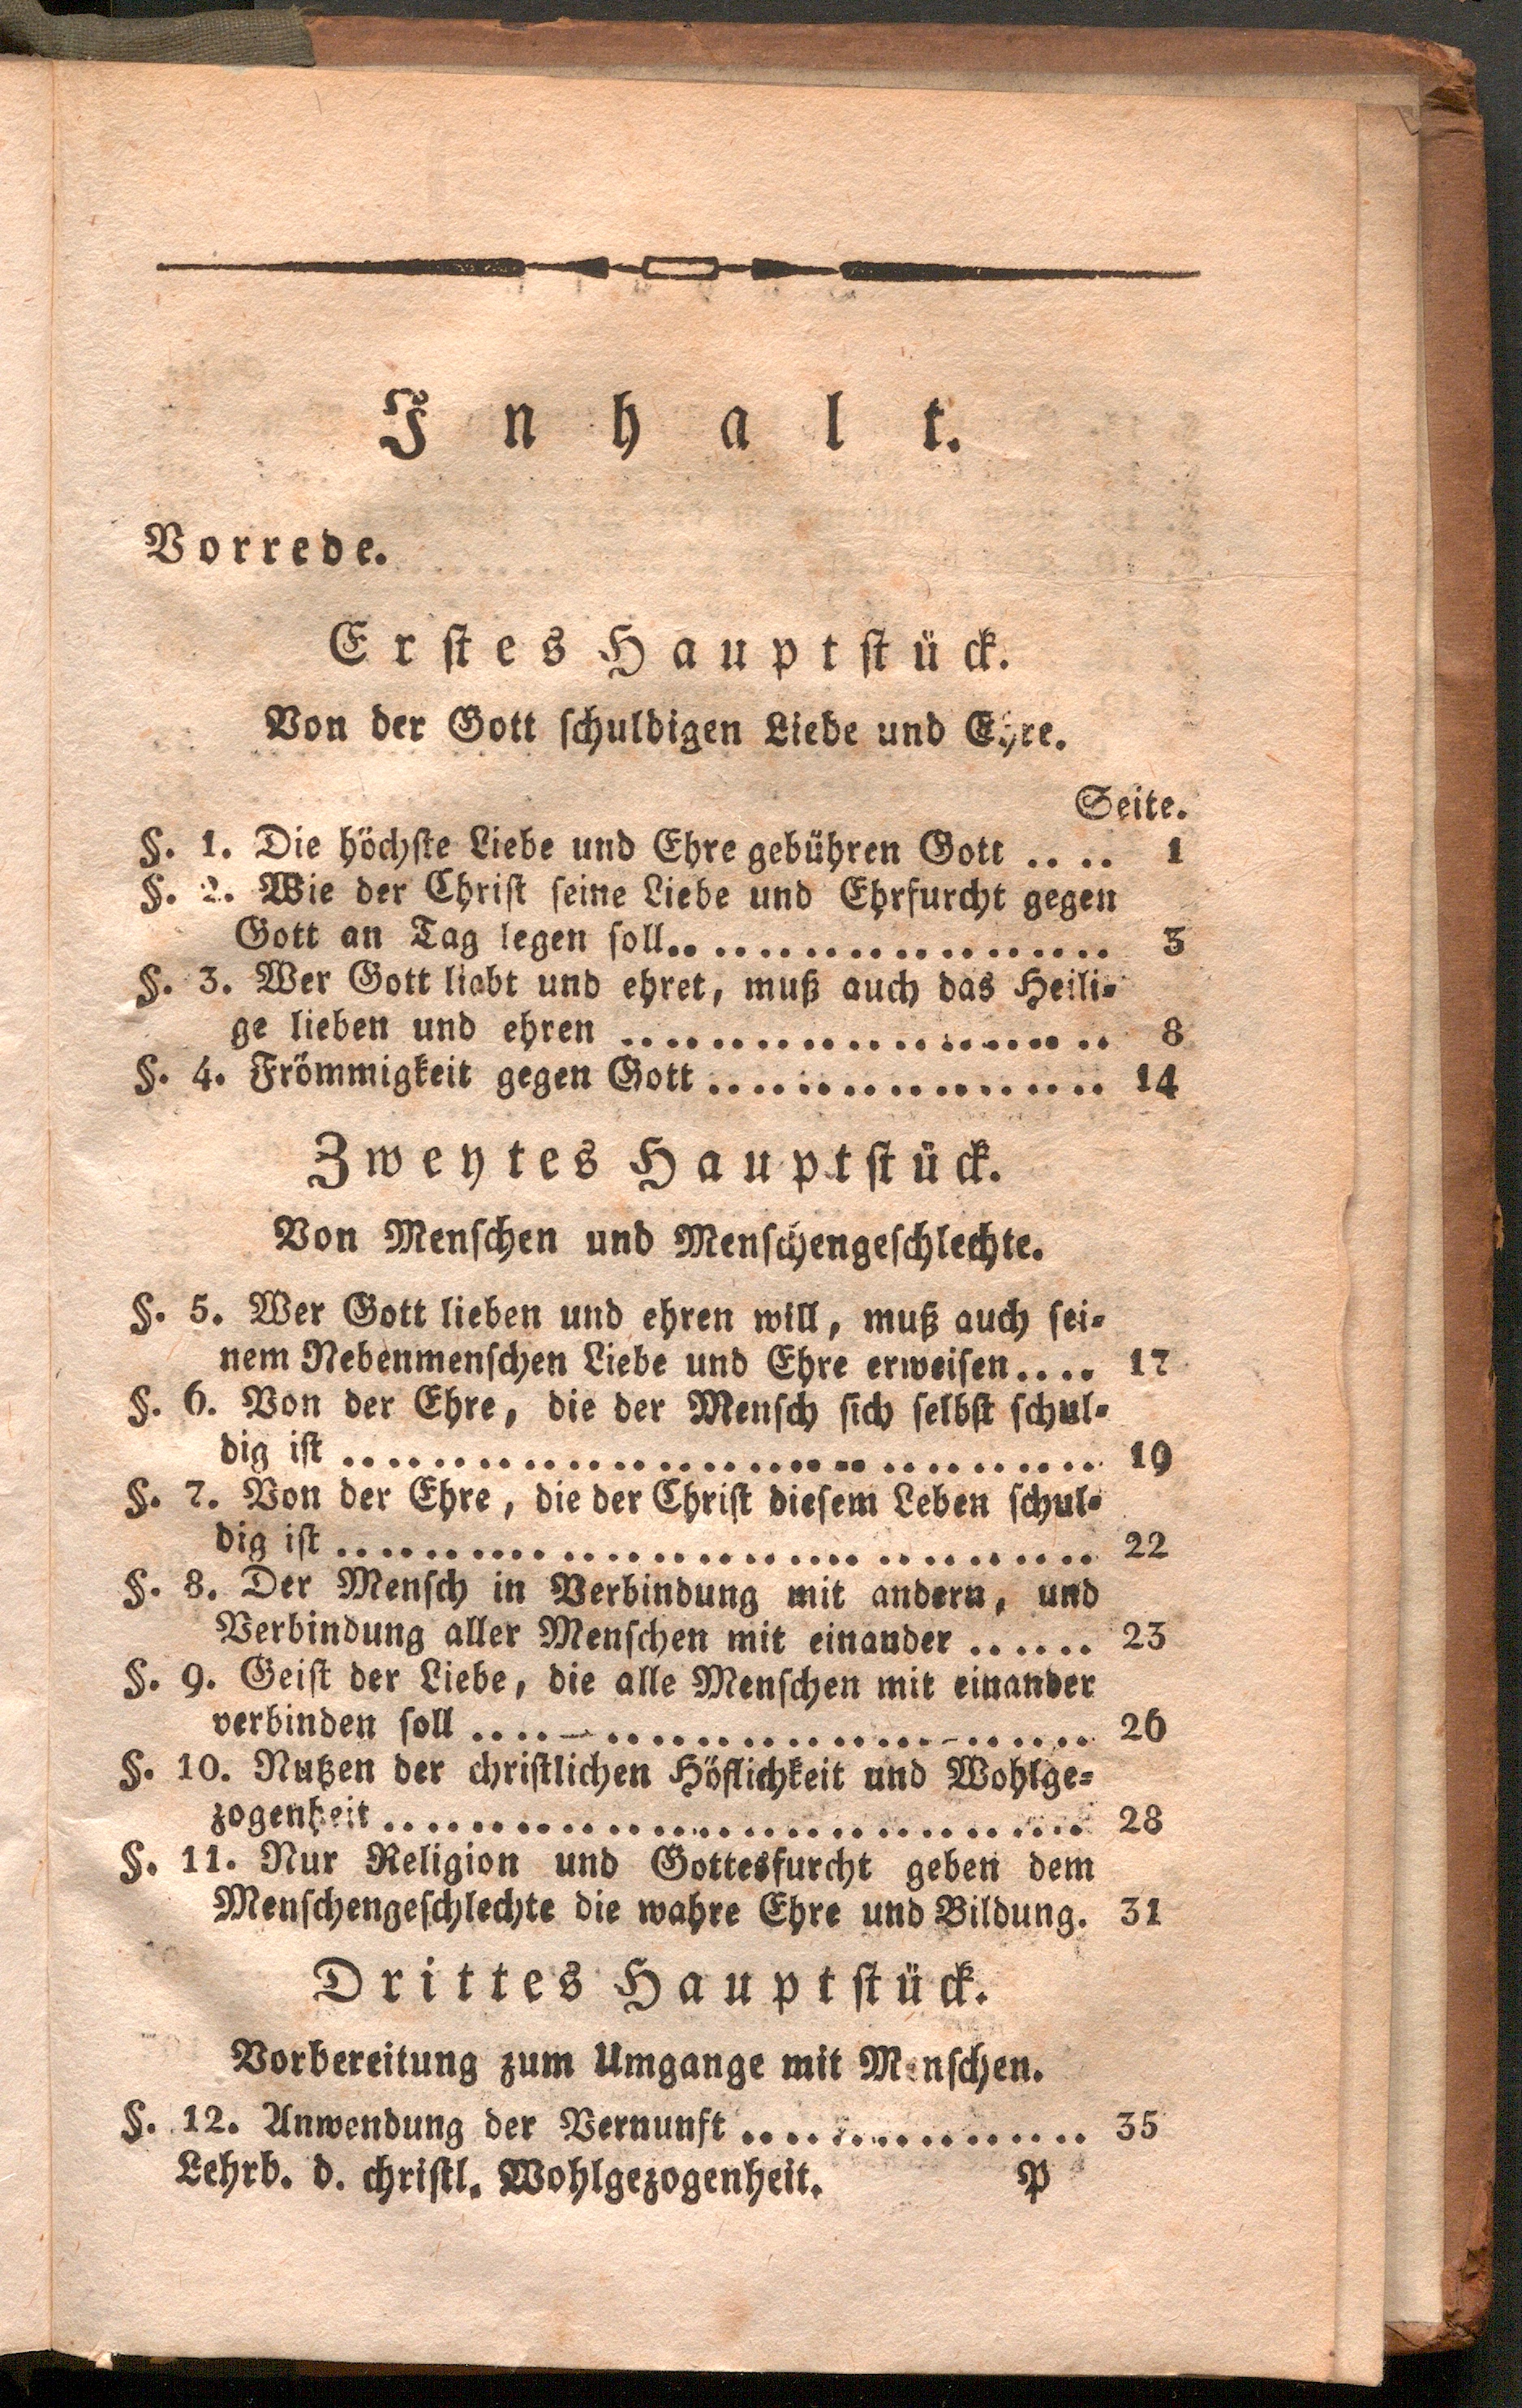 Inhalt.
Vorrede.
Erstes Hauptstück.
Von der Gott schuldigen Liebe und Ehre.
Seite.
§. 1. Die höchste Liebe und Ehre gebühren Gott .... 1
§. 2. Wie der Christ seine Liebe und Ehrfurcht gegen
Gott an Tag legen soll.................... 3
§. 3. Wer Gott liebt und ehret, muß auch das Heili-
ge lieben und ehren ...................... 8
§. 4. Frömmigkeit gegen Gott .................. 14
Zweytes Hauptstück.
Von Menschen und Menschengeschlechte.
§. 5. Wer Gott lieben und ehren will, muß auch sei-
nem Nebenmenschen Liebe und Ehre erweisen.... 17
§. 6. Von der Ehre, die der Mensch sich selbst schul-
dig ist .................................. 19
§. 7. Von der Ehre, die der Christ diesem Leben schul-
dig ist .................................. 22
§. 8. Der Mensch in Verbindung mit andern, und
Verbindung aller Menschen mit einander ...... 23
§. 9. Geist der Liebe, die alle Menschen mit einander
verbinden soll ............................ 26
§. 10. Nutzen der christlichen Höflichkeit und Wohlge-
zogenheit................................ 28
§. 11. Nur Religion und Gottesfurcht geben dem
Menschengeschlechte die wahre Ehre und Bildung. 31
Drittes Hauptstück.
Vorbereitung zum Umgange mit Menschen.
§. 12. Anwendung der Vernunft ................ 35
Lehrb. d. christl. Wohlgezogenheit. P